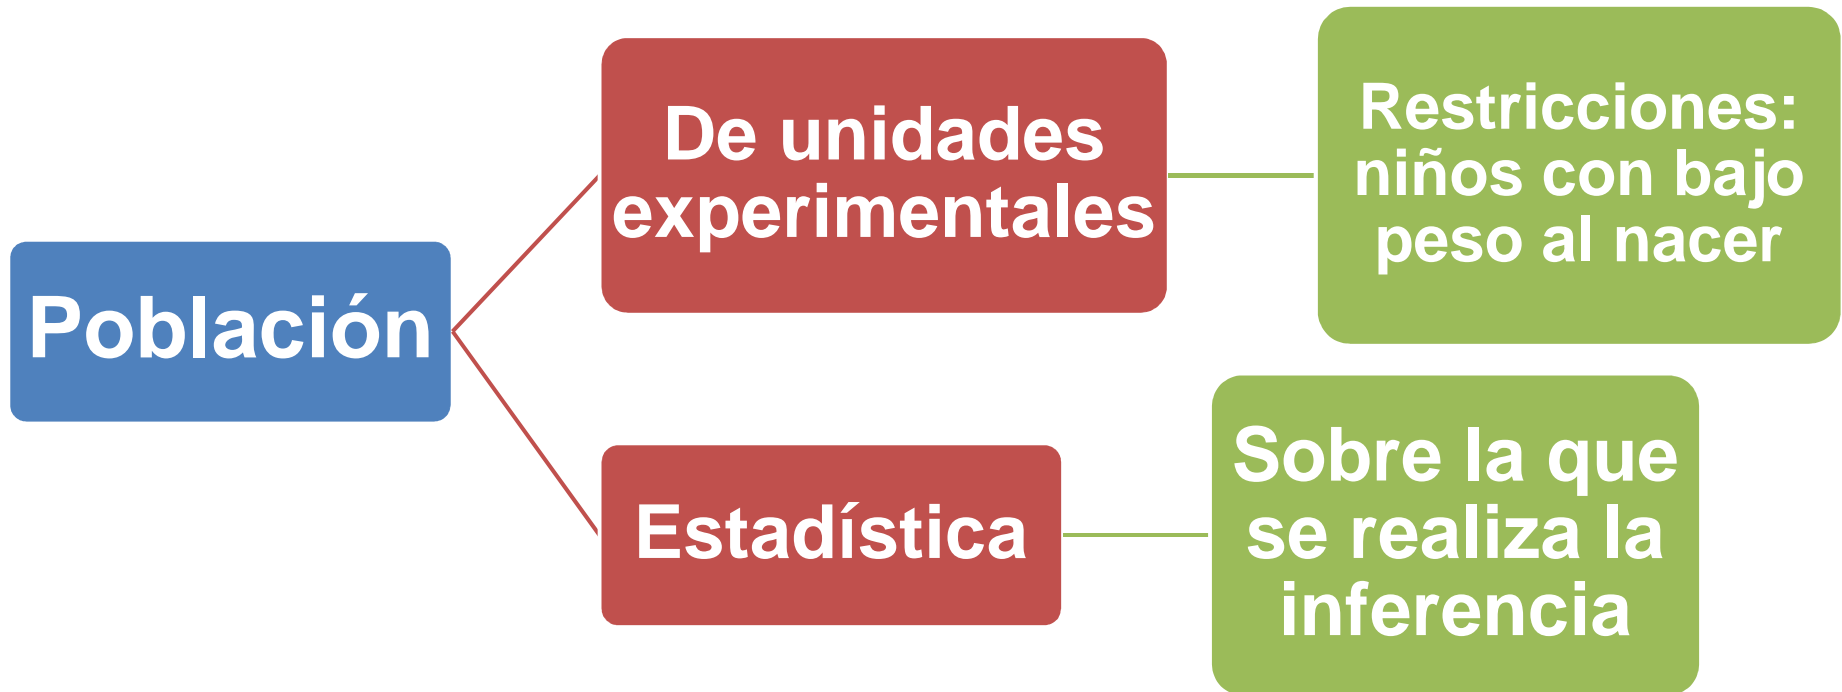 Población
De unidades
experimentales
Restricciones:
niños con bajo
peso al nacer
Estadística
Sobre la que
se realiza la
inferencia